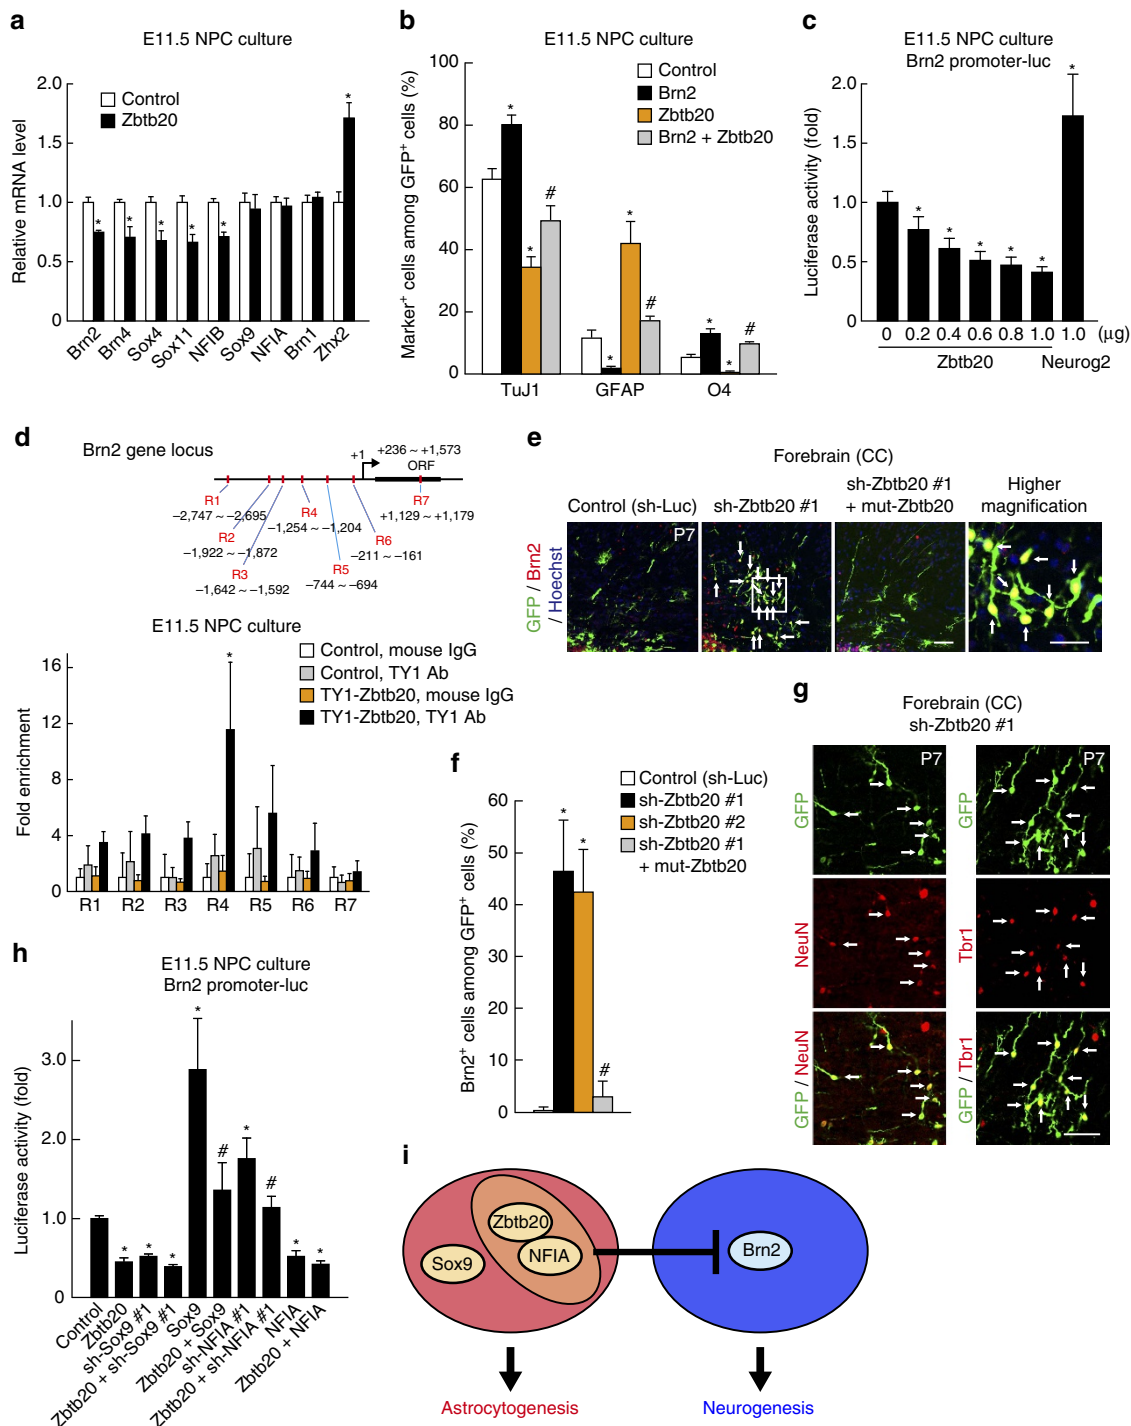 a
E11.5 NPC culture
Relative mRNA level
2.0
1.5
1.0
0.5
0
Control
Zbtb20
*
*
*
*
*
*
Brn2
Brn4
Sox4
Sox11
NFIB
Sox9
NFIA
Brn1
Zhx2
b
E11.5 NPC culture
Marker+ cells among GFP+ cells (%)
100
80
60
40
20
0
Control
Brn2
Zbtb20
Brn2 + Zbtb20
*
*
#
*
*
#
*
*
#
TuJ1
GFAP
O4
c
E11.5 NPC culture
Brn2 promoter-luc
Luciferase activity (fold)
2.0
1.5
1.0
0.5
0
*
*
*
*
*
*
0 0.2 0.4 0.6 0.8 1.0 1.0 (μg)
Zbtb20
Neurog2
d
Brn2 gene locus
+1
+236 ~ +1,573
ORF
R1
−2,747 ~ −2,695
R2
−1,922 ~ −1,872
R3
−1,642 ~ −1,592
R4
−1,254 ~ −1,204
R5
−744 ~ −694
R6
−211 ~ −161
R7
+1,129 ~ +1,179
E11.5 NPC culture
Fold enrichment
16
12
8
4
0
Control, mouse IgG
Control, TY1 Ab
TY1-Zbtb20, mouse IgG
TY1-Zbtb20, TY1 Ab
*
R1 R2 R3 R4 R5 R6 R7
e
Forebrain (CC)
Control (sh-Luc)
sh-Zbtb20 #1
sh-Zbtb20 #1
+ mut-Zbtb20
Higher
magnification
GFP / Brn2
/ Hoechst
P7
f
Control (sh-Luc)
sh-Zbtb20 #1
sh-Zbtb20 #2
sh-Zbtb20 #1
+ mut-Zbtb20
Brn2+ cells among GFP+ cells (%)
60
50
40
30
20
10
0
*
*
#
g
Forebrain (CC)
sh-Zbtb20 #1
P7
P7
GFP
GFP
NeuN
Tbr1
GFP / NeuN
GFP / Tbr1
h
E11.5 NPC culture
Brn2 promoter-luc
Luciferase activity (fold)
3.0
2.0
1.0
0
*
*
*
*
#
*
#
*
*
Control
Zbtb20
sh-Sox9 #1
Zbtb20 + sh-Sox9 #1
Sox9
Zbtb20 + Sox9
sh-NFIA #1
Zbtb20 + sh-NFIA #1
NFIA
Zbtb20 + NFIA
i
Zbtb20
NFIA
Sox9
Brn2
Astrocytogenesis
Neurogenesis